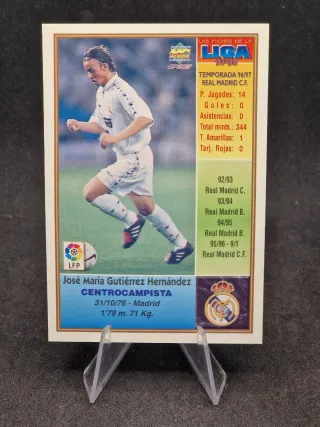 LAS FICHAS DE LA
LIGA
TEMPORADA 96/97
REAL MADRID C.F.
P. Jugados: 14
Goles: 0
Asistencias: 0
Total mints.: 344
T. Amarillas: 1
Tarj. Rojas: 0
92/93
Real Madrid C.
93/94
Real Madrid B.
94/95
Real Madrid B.
95/96 - 9/1
Real Madrid C.F.
LFP
José María Gutiérrez Hernández
CENTROCAMPISTA
31/10/76 - Madrid
1'79 m. 71 Kg.